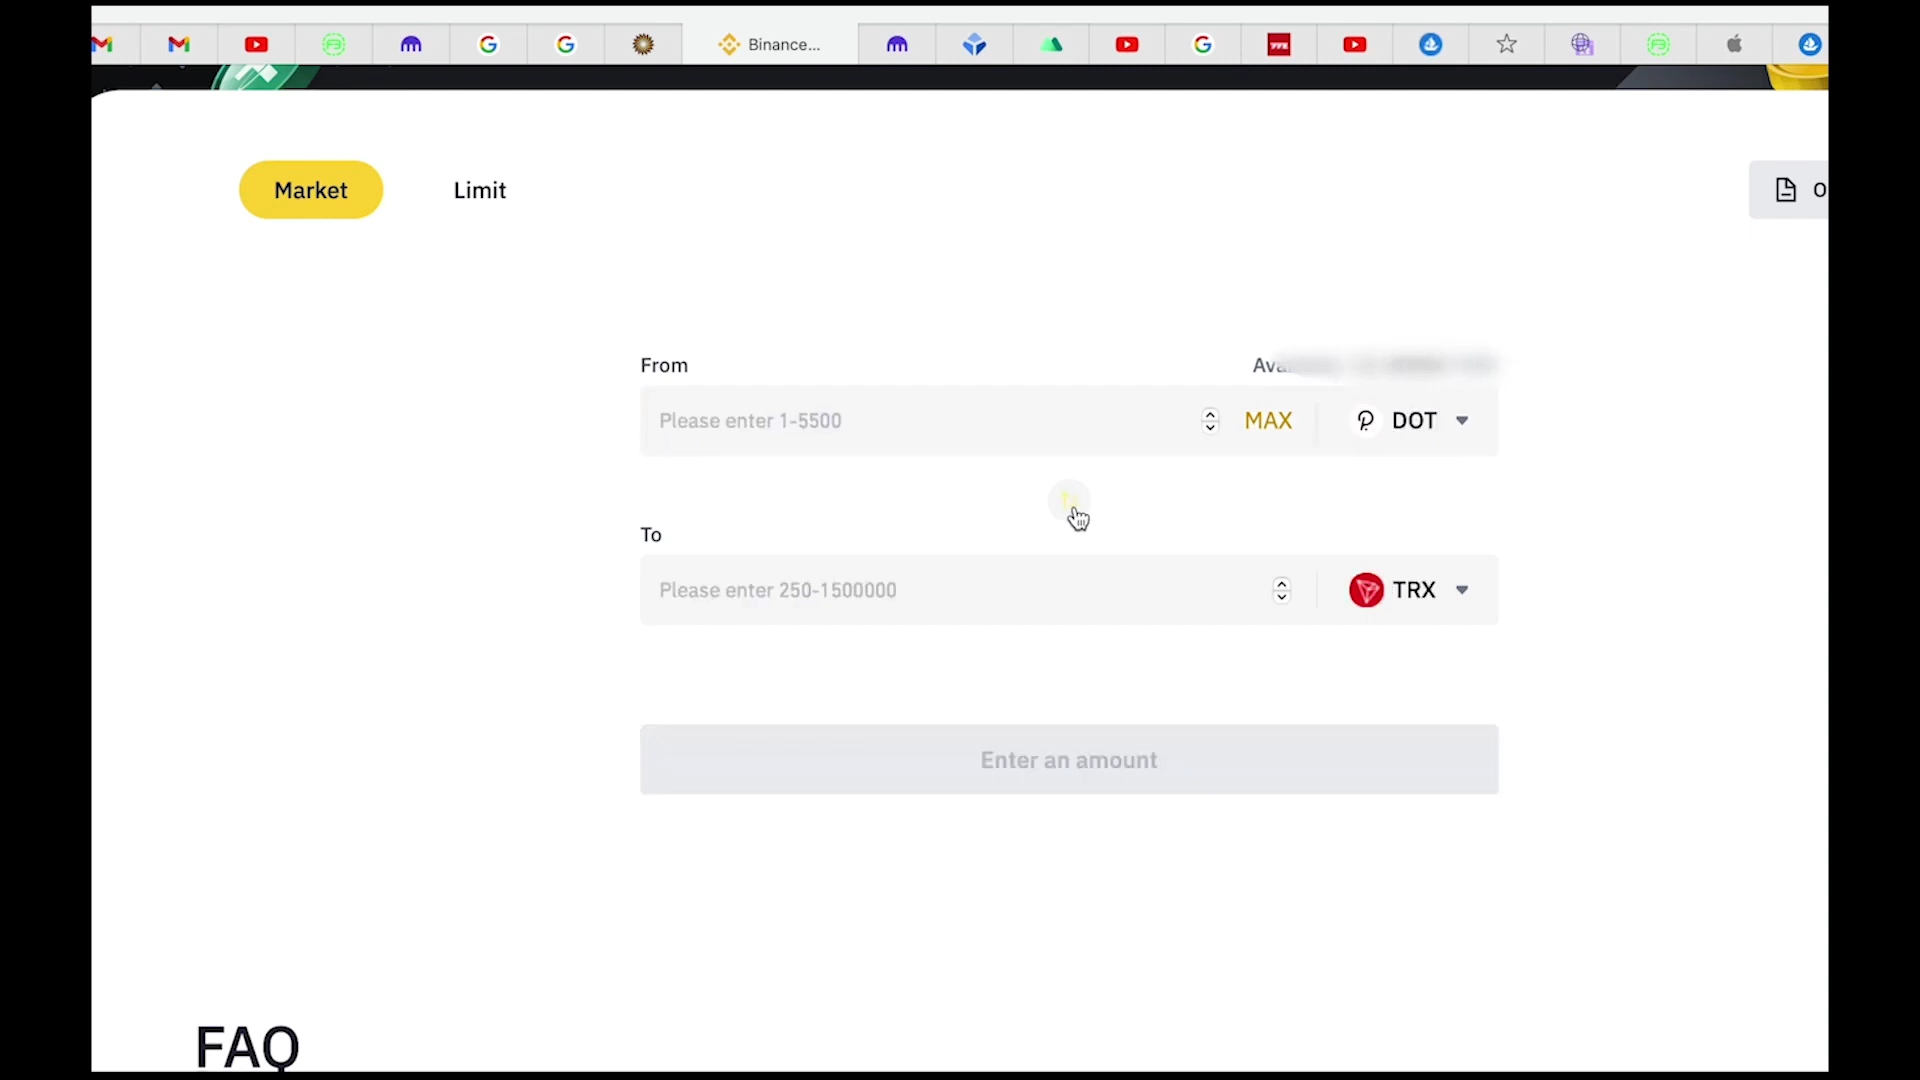 Binance...
Market Limit
From
Please enter 1-5500 MAX DOT
To
Please enter 250-1500000 TRX
Enter an amount
FAQ